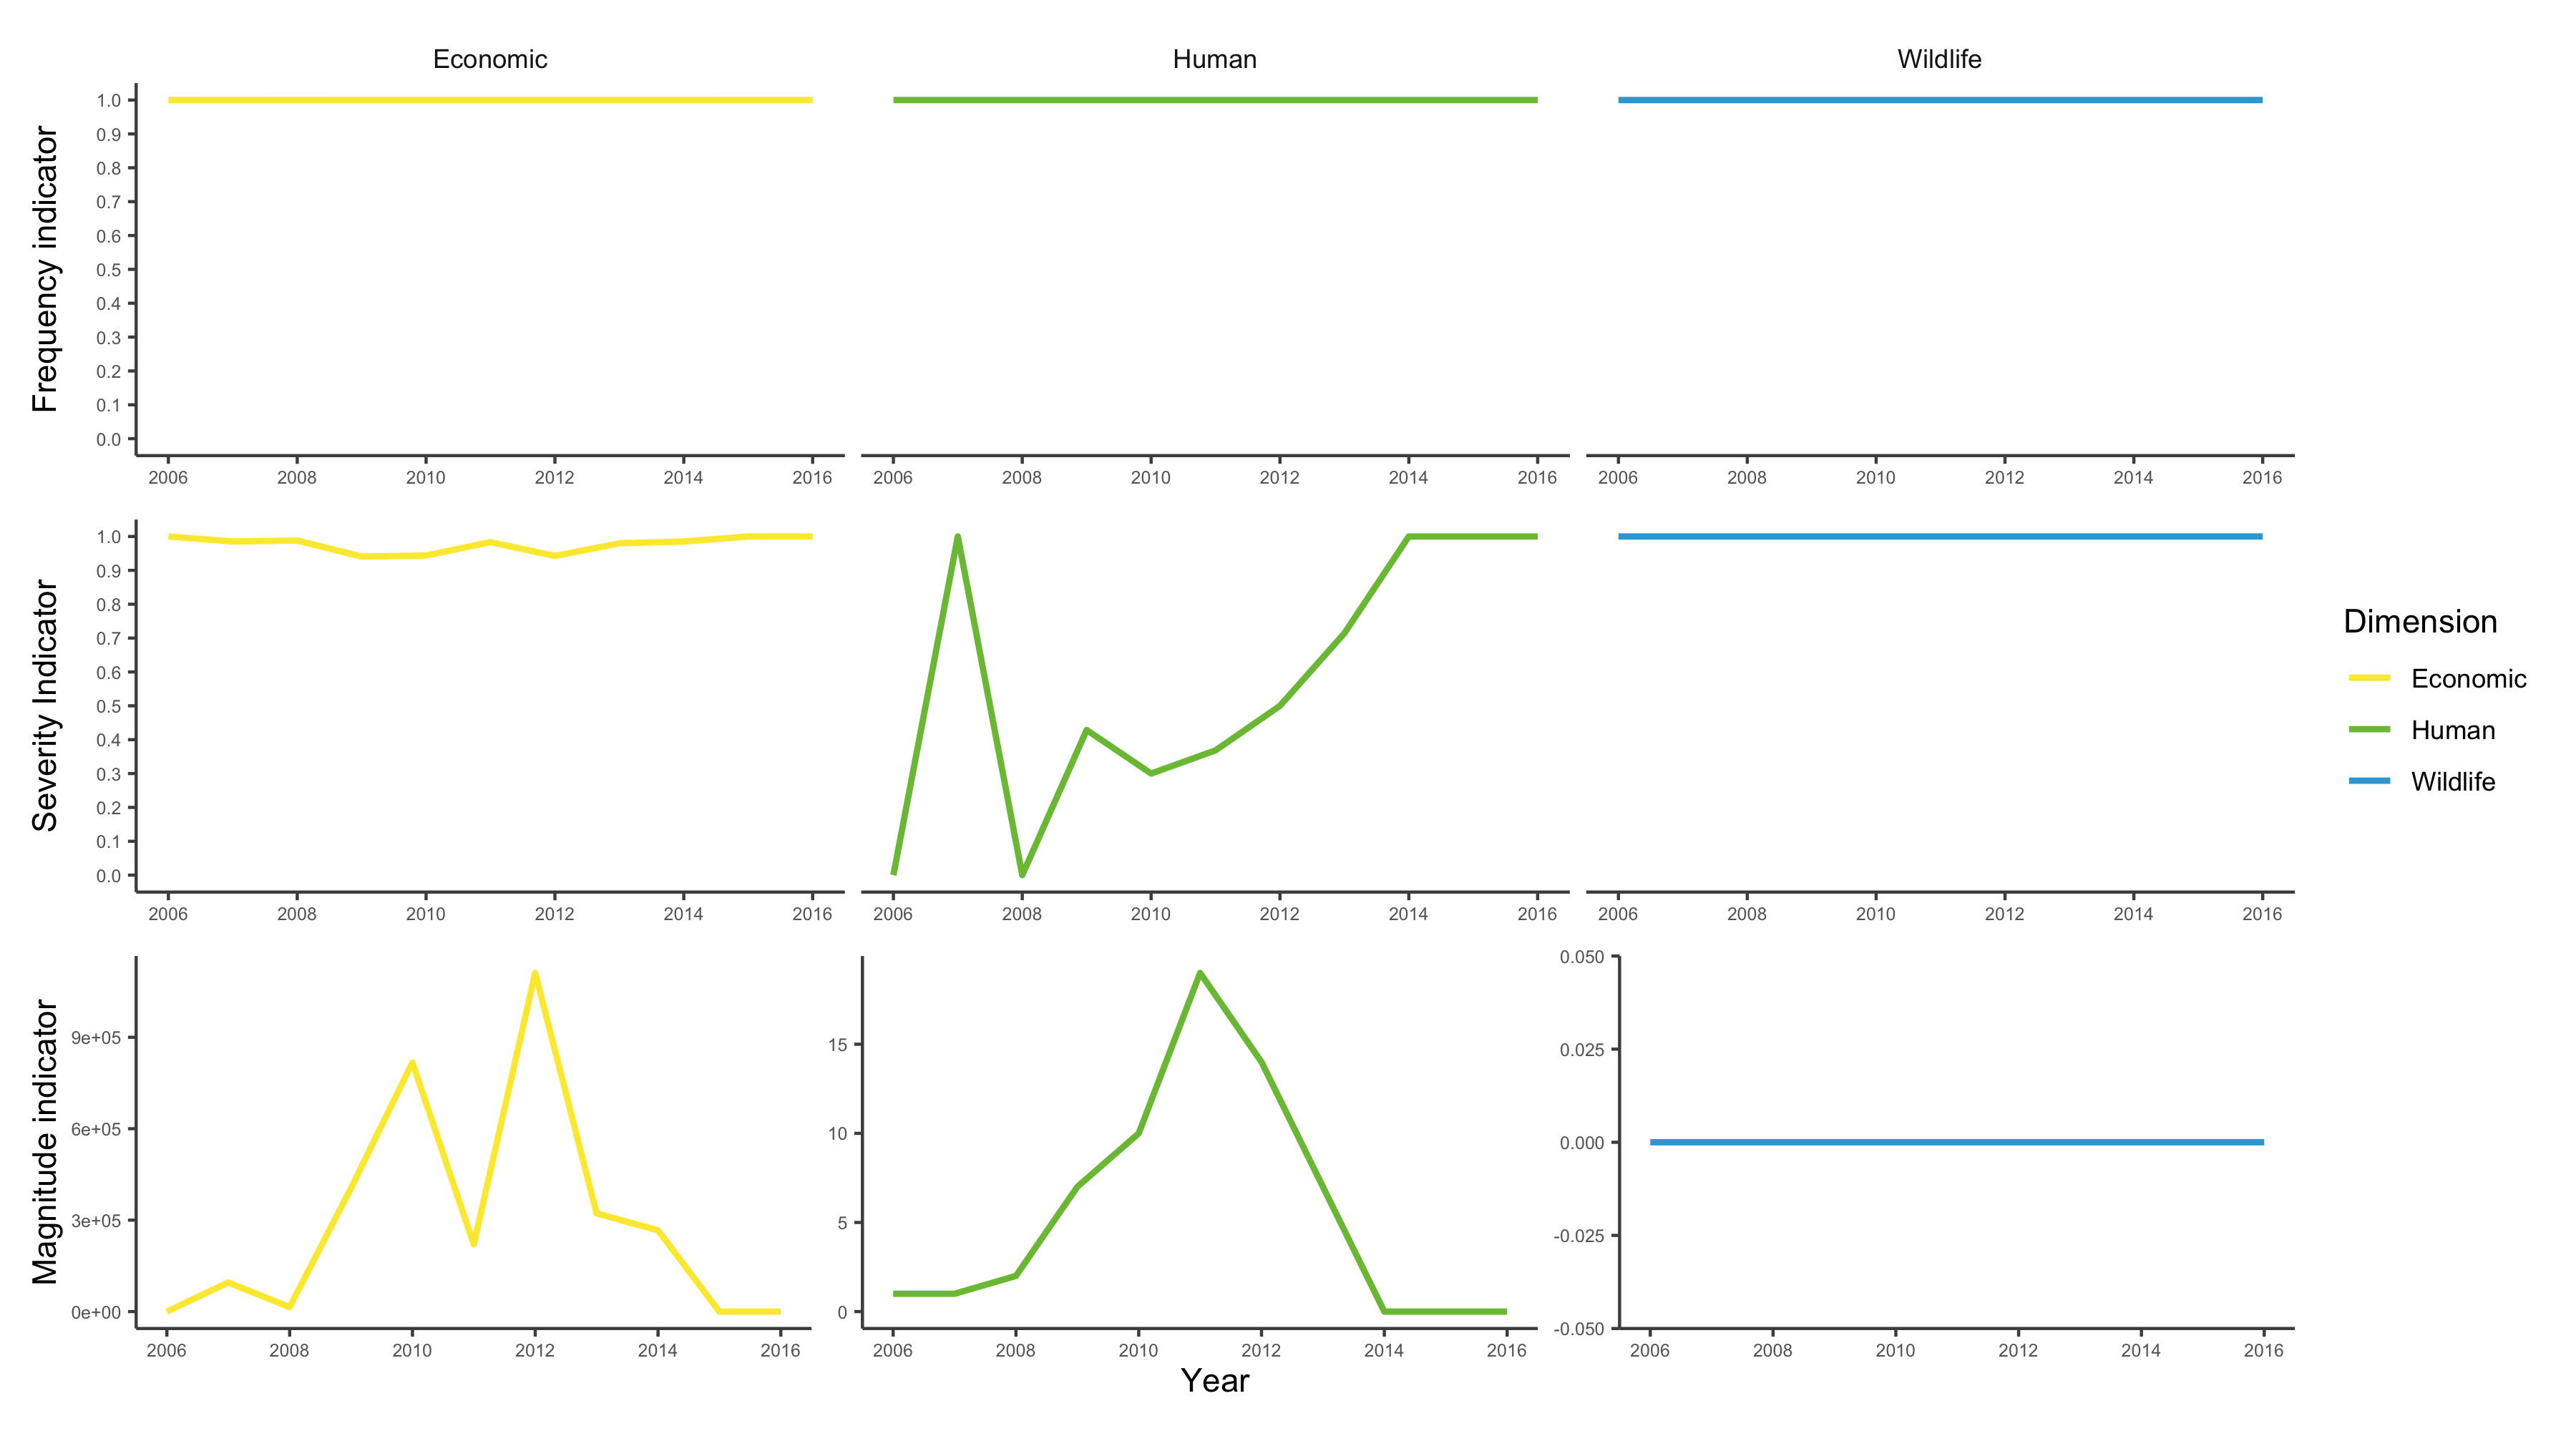 Economic Human Wildlife
Frequency indicator
1.0
0.9
0.8
0.7
0.6
0.5
0.4
0.3
0.2
0.1
0.0
2006 2008 2010 2012 2014 2016 2006 2008 2010 2012 2014 2016 2006 2008 2010 2012 2014 2016
Severity Indicator
1.0
0.9
0.8
0.7
0.6
0.5
0.4
0.3
0.2
0.1
0.0
2006 2008 2010 2012 2014 2016 2006 2008 2010 2012 2014 2016 2006 2008 2010 2012 2014 2016
Magnitude indicator
9e+05
6e+05
3e+05
0e+00
2006 2008 2010 2012 2014 2016
15
10
5
0
2006 2008 2010 2012 2014 2016
0.050
0.025
0.000
-0.025
-0.050
2006 2008 2010 2012 2014 2016
Year
Dimension
Economic
Human
Wildlife